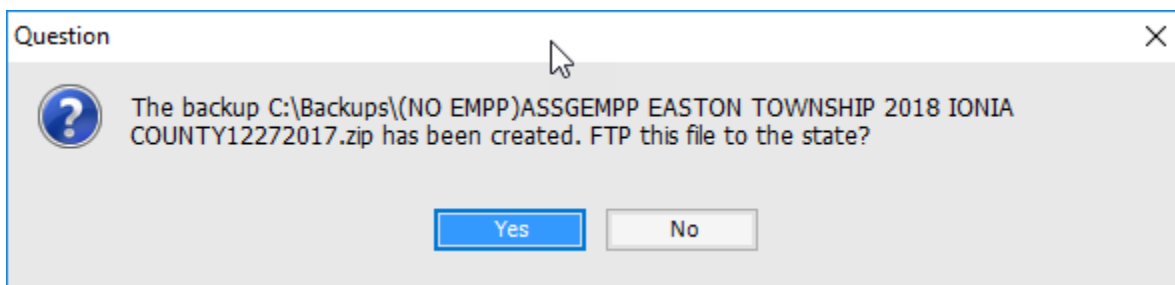 Question
The backup C:\Backups\(NO EMPP)ASSGEMPP EASTON TOWNSHIP 2018 IONIA
COUNTY12272017.zip has been created. FTP this file to the state?
Yes
No